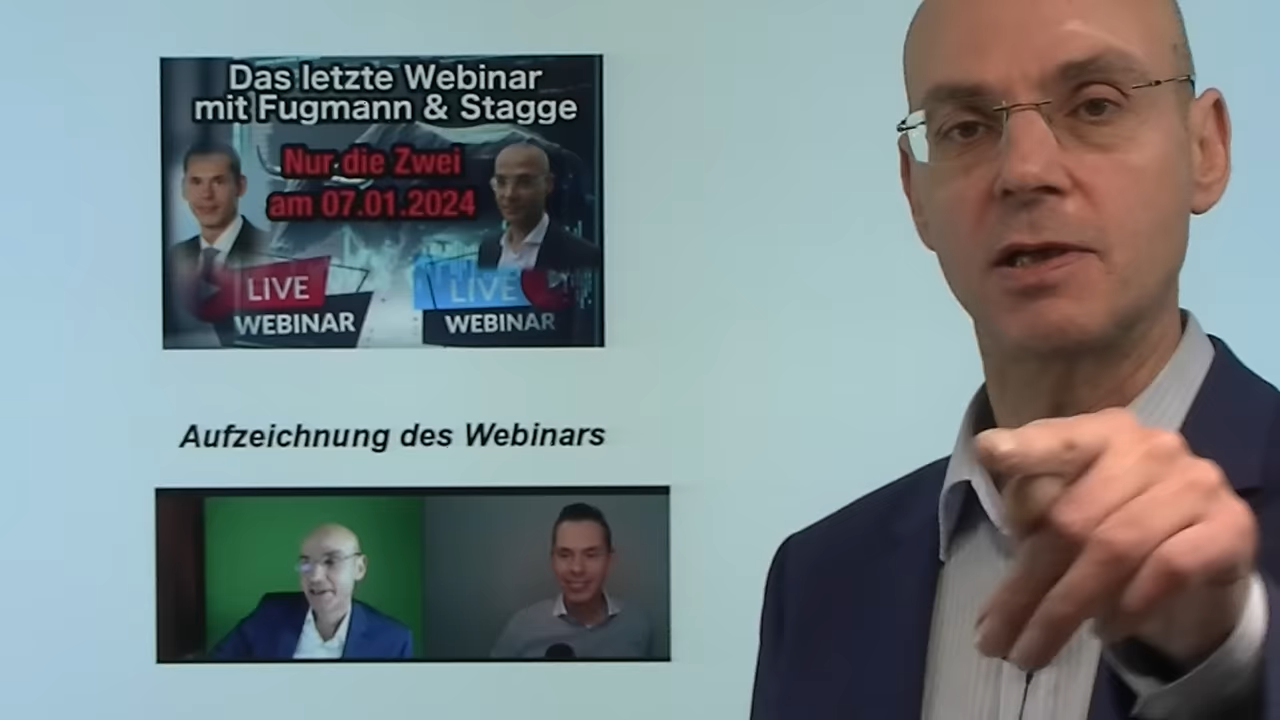 Das letzte Webinar
mit Fugmann & Stagge
Nur die Zwei
am 07.01.2024
LIVE
WEBINAR
LIVE
WEBINAR
Aufzeichnung des Webinars